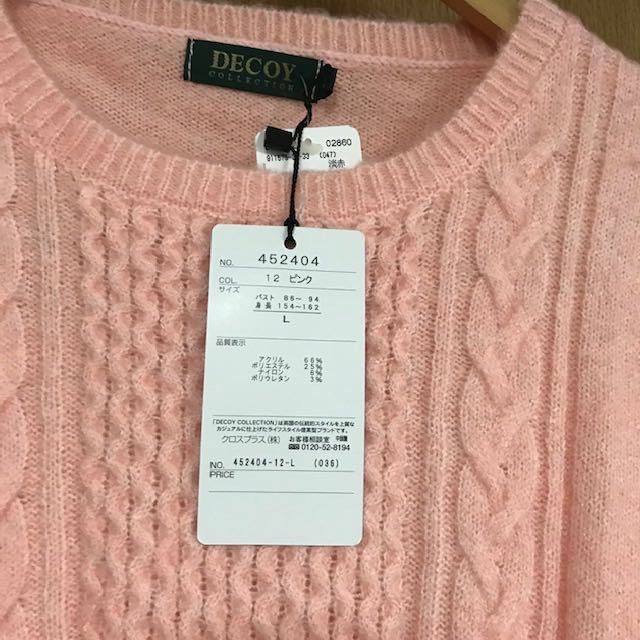 DECOY
COLLECTION
02860
(047)
淡赤
NO. 452404
COL. 12 ピンク
サイズ
バスト 86～ 94
身長 154～162
L
品質表示
アクリル 66%
ポリエステル 25%
ナイロン 6%
ポリウレタン 3%
「DECOY COLLECTION」は英国の伝統的スタイルを上質な
カジュアルに仕上げたライフスタイル提案型ブランドです。
クロスプラス(株) お客様相談室
0120-52-8194
NO. 452404-12-L (036)
PRICE